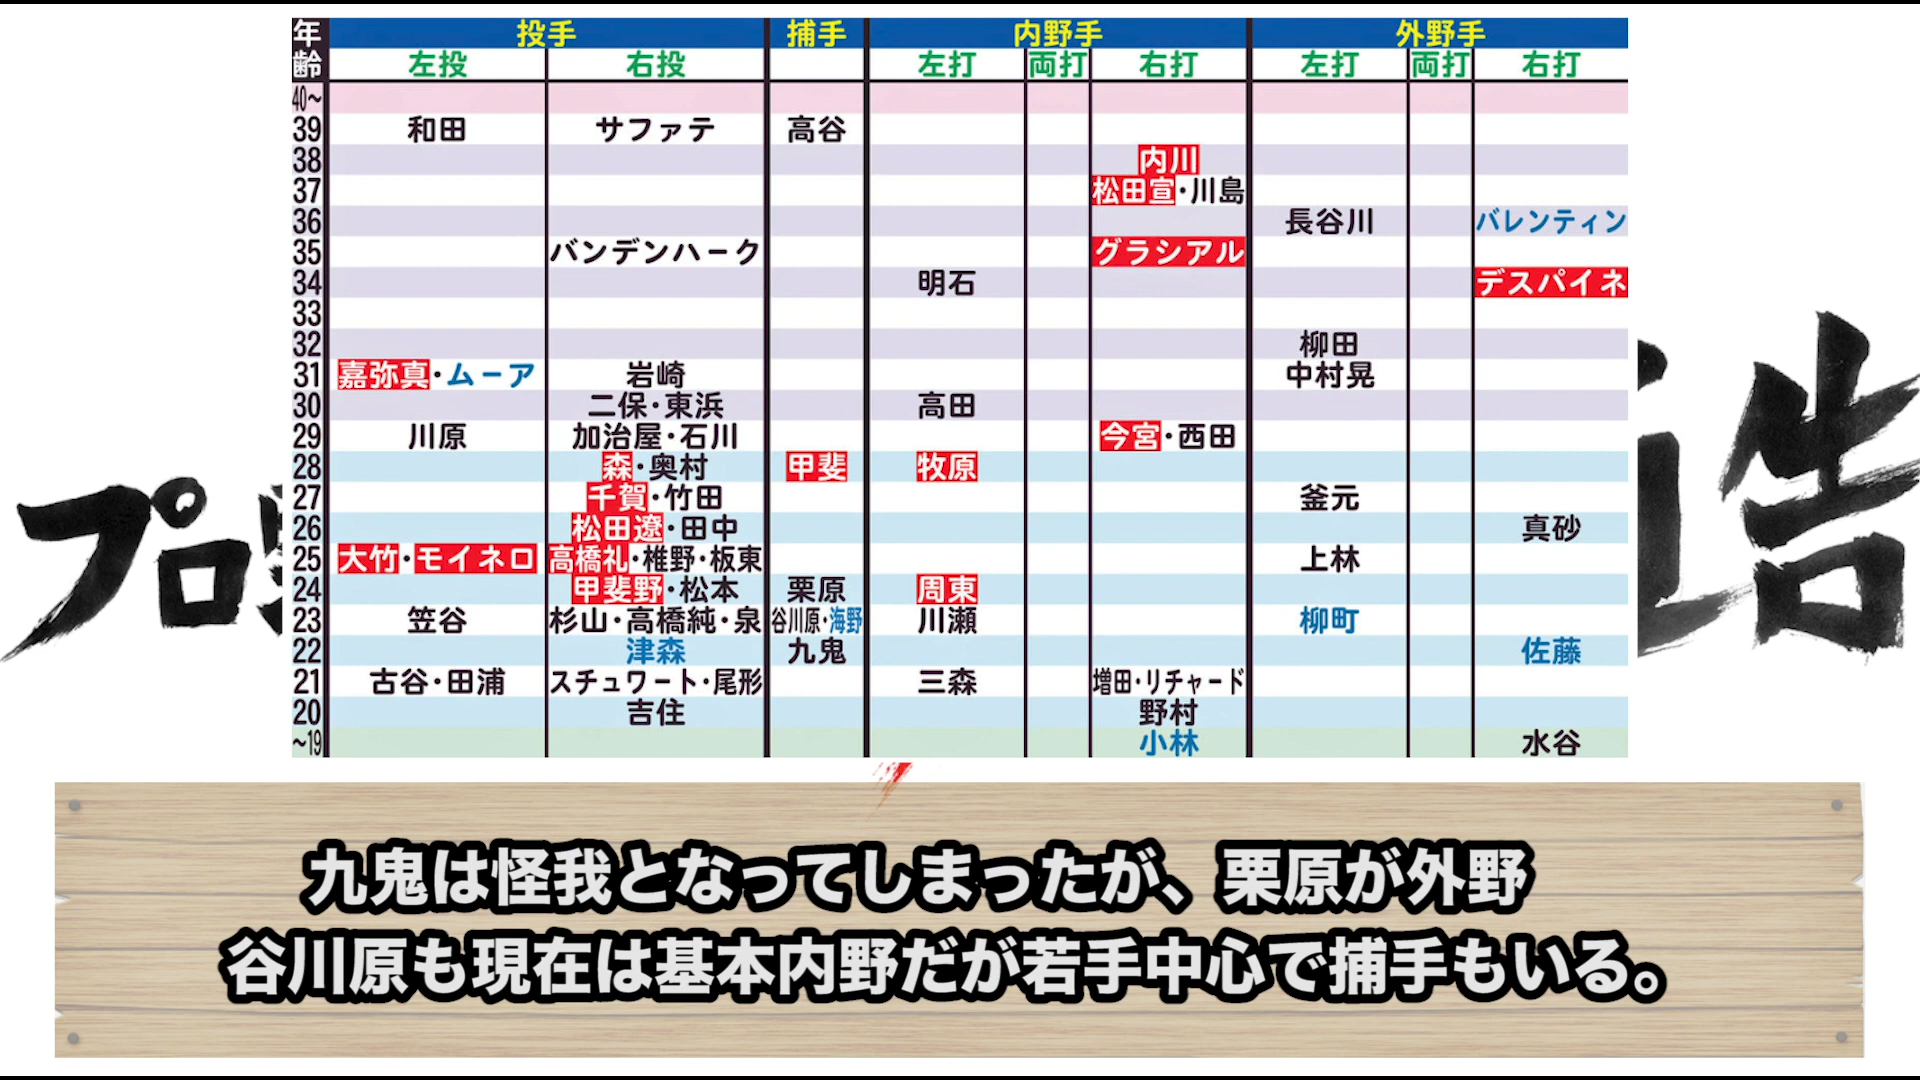 年齢 投手 捕手 内野手 外野手
左投 右投 左打 両打 右打 左打 両打 右打
40~
39 和田 サファテ 高谷
38 内川
37 松田宣・川島
36 長谷川 バレンティン
35 バンデンハーク グラシアル
34 明石 デスパイネ
33
32 柳田
31 嘉弥真・ムーア 岩崎 中村晃
30 二保・東浜 高田
29 川原 加治屋・石川 今宮・西田
28 森・奥村 甲斐 牧原
27 千賀・竹田 釜元
26 松田遼・田中 真砂
25 大竹・モイネロ 高橋礼・椎野・板東 上林
24 甲斐野・松本 栗原 周東
23 笠谷 杉山・高橋純・泉 谷川原・海野 川瀬 柳町
22 津森 九鬼 佐藤
21 古谷・田浦 スチュワート・尾形 三森 増田・リチャード
20 吉住 野村
~19 小林 水谷
プロ
告
九鬼は怪我となってしまったが、栗原が外野
谷川原も現在は基本内野だが若手中心で捕手もいる。